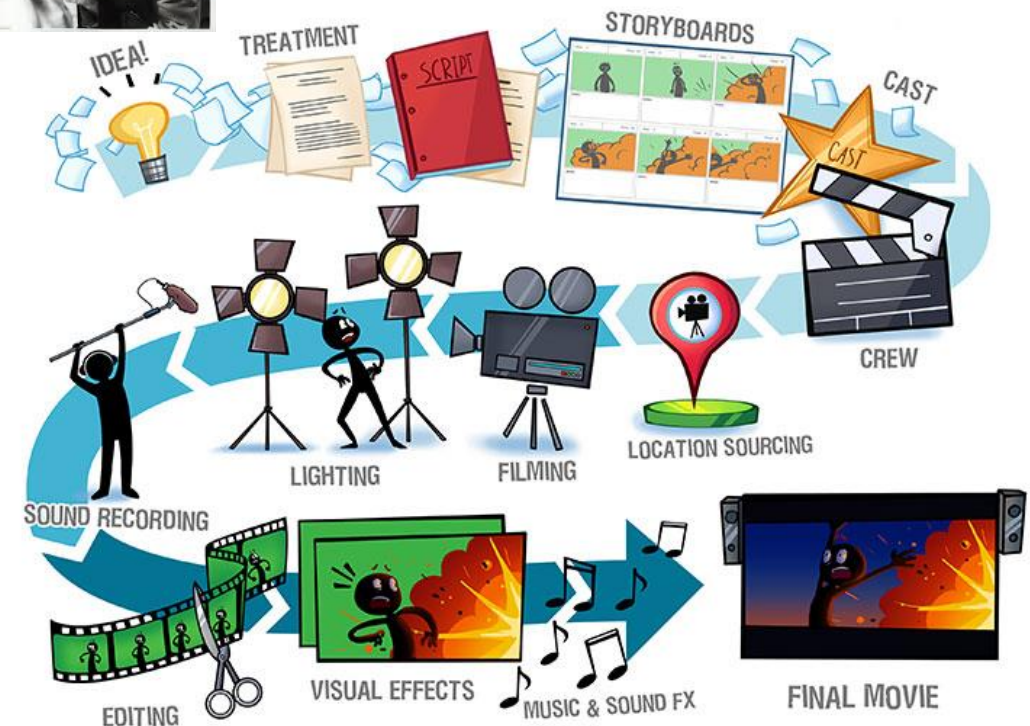 IDEA!
TREATMENT
SCRIPT
STORYBOARDS
CAST
CAST
CREW
LOCATION SOURCING
FILMING
LIGHTING
SOUND RECORDING
EDITING
VISUAL EFFECTS
MUSIC & SOUND FX
FINAL MOVIE